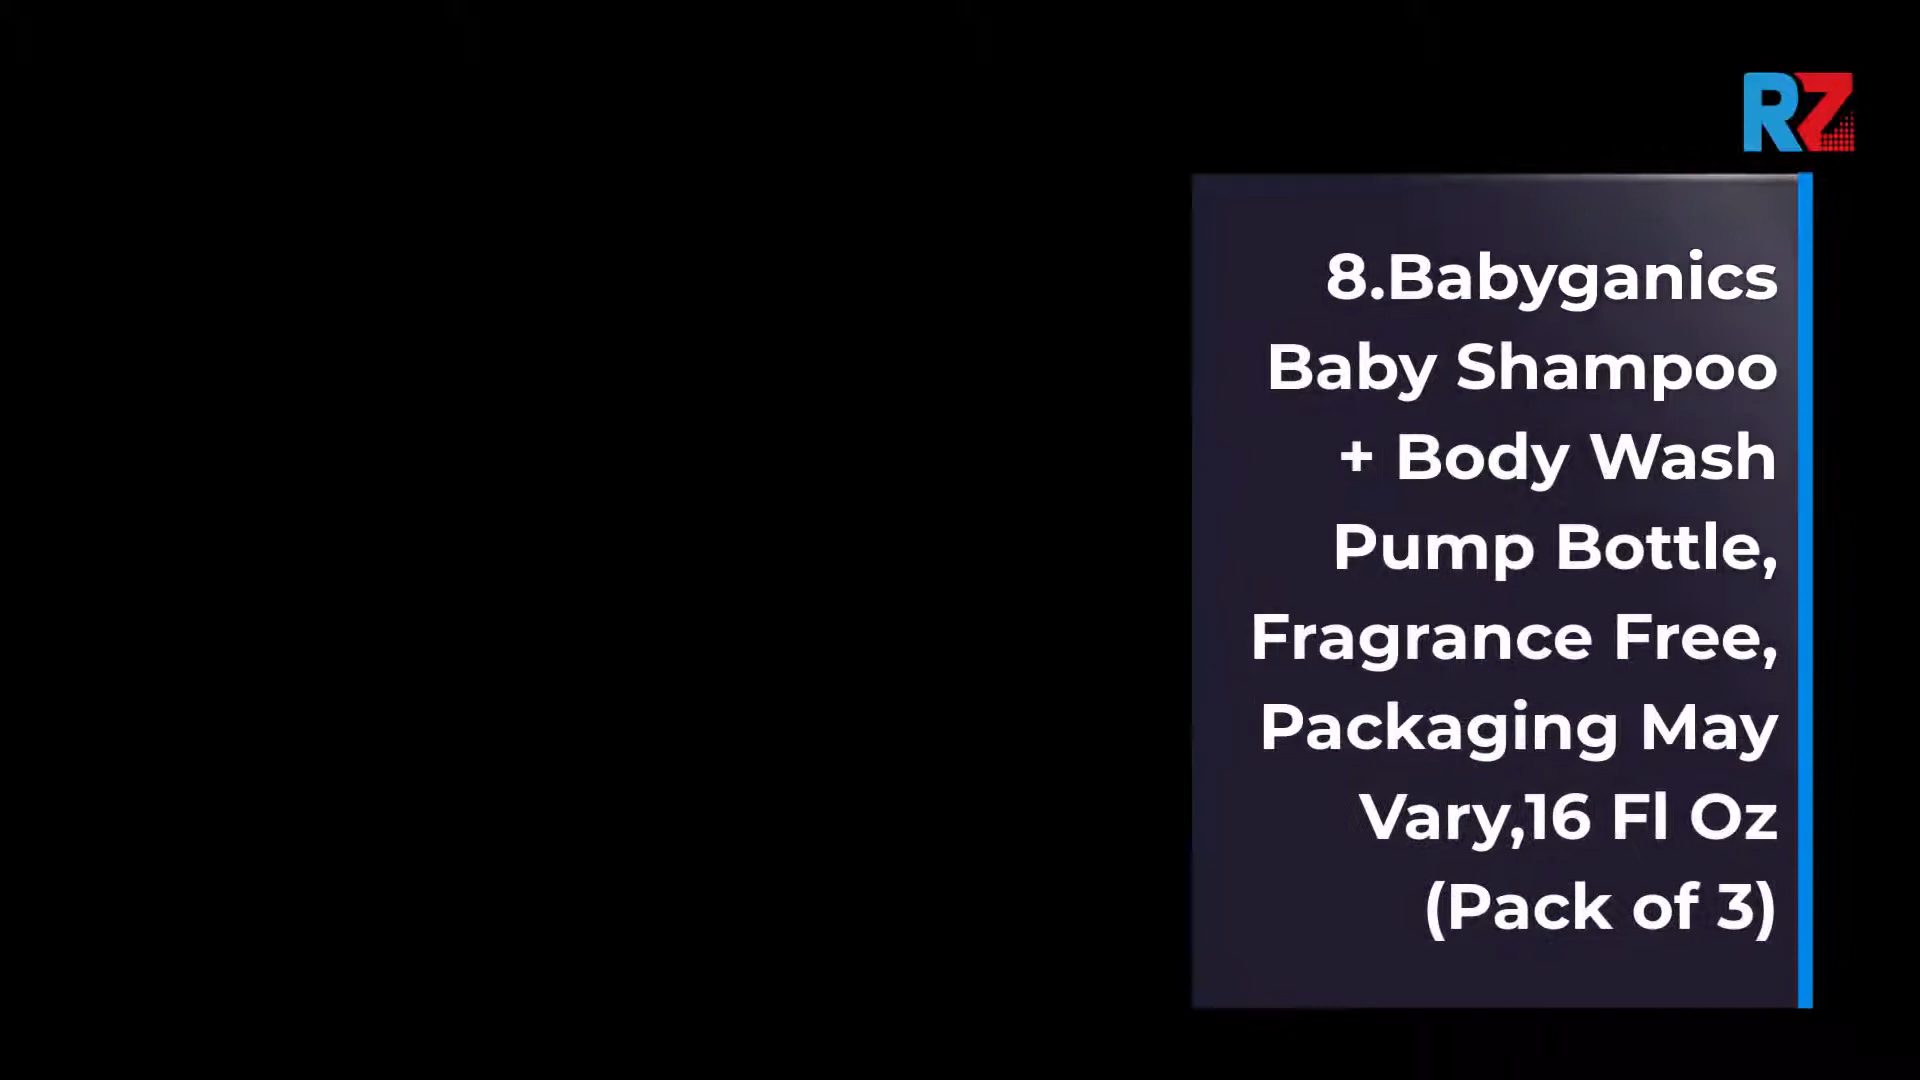 RZ
8.Babyganics
Baby Shampoo
+ Body Wash
Pump Bottle,
Fragrance Free,
Packaging May
Vary,16 Fl Oz
(Pack of 3)